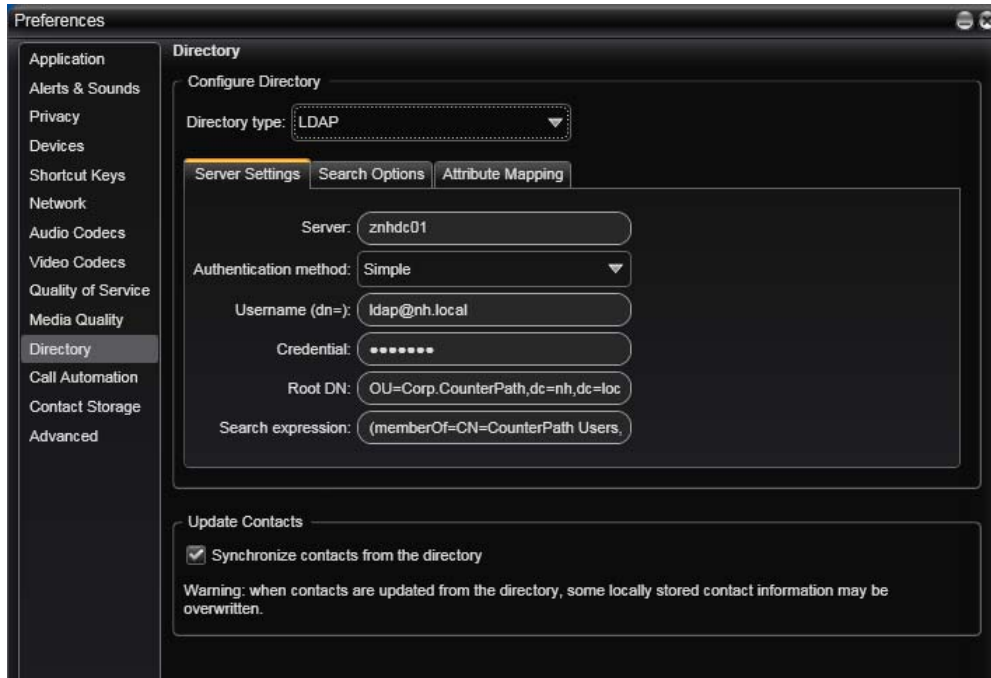 Preferences
Application
Alerts & Sounds
Privacy
Devices
Shortcut Keys
Network
Audio Codecs
Video Codecs
Quality of Service
Media Quality
Directory
Call Automation
Contact Storage
Advanced
Directory
Configure Directory
Directory type: LDAP
Server Settings Search Options Attribute Mapping
Server: znhdc01
Authentication method: Simple
Username (dn=): ldap@nh.local
Credential: •••••••
Root DN: OU=Corp.CounterPath,dc=nh,dc=loc
Search expression: (memberOf=CN=CounterPath Users,
Update Contacts
Synchronize contacts from the directory
Warning: when contacts are updated from the directory, some locally stored contact information may be
overwritten.